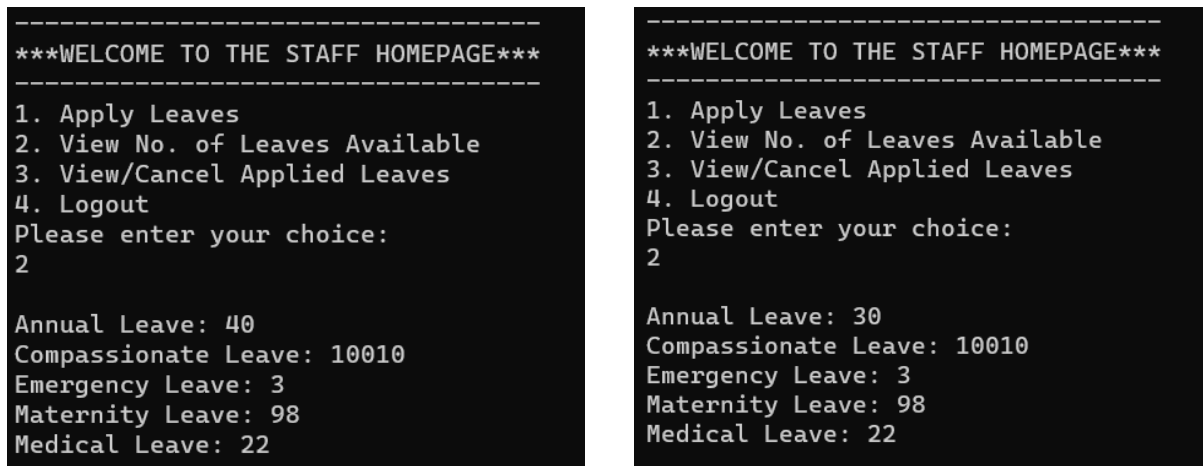 -----------------------------------
***WELCOME TO THE STAFF HOMEPAGE***
-----------------------------------
1. Apply Leaves
2. View No. of Leaves Available
3. View/Cancel Applied Leaves
4. Logout
Please enter your choice:
2
Annual Leave: 40
Compassionate Leave: 10010
Emergency Leave: 3
Maternity Leave: 98
Medical Leave: 22
-----------------------------------
***WELCOME TO THE STAFF HOMEPAGE***
-----------------------------------
1. Apply Leaves
2. View No. of Leaves Available
3. View/Cancel Applied Leaves
4. Logout
Please enter your choice:
2
Annual Leave: 30
Compassionate Leave: 10010
Emergency Leave: 3
Maternity Leave: 98
Medical Leave: 22